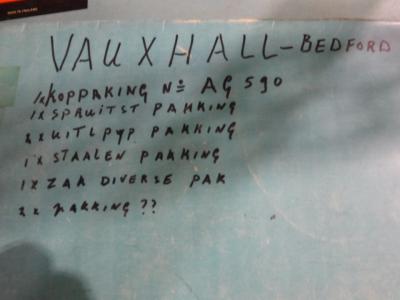 VAUXHALL-BEDFORD
1x KOPPAKING No AG 590
1x SPRUITST PAKKING
2x UITLPYP PAKKING
1x STAALEN PAKKING
1x ZAK DIVERSE PAK
2x PAKKING ??